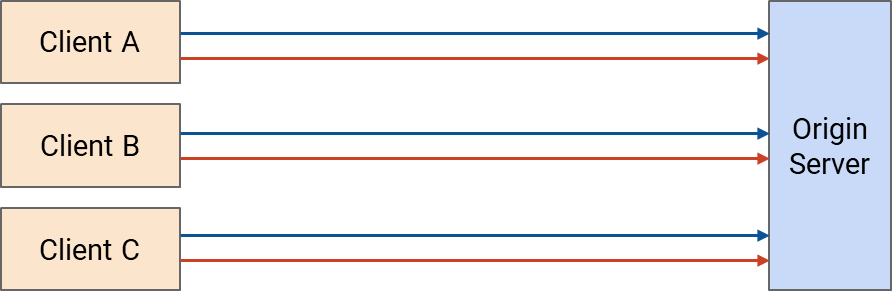 Client A
Client B
Client C
Origin
Server